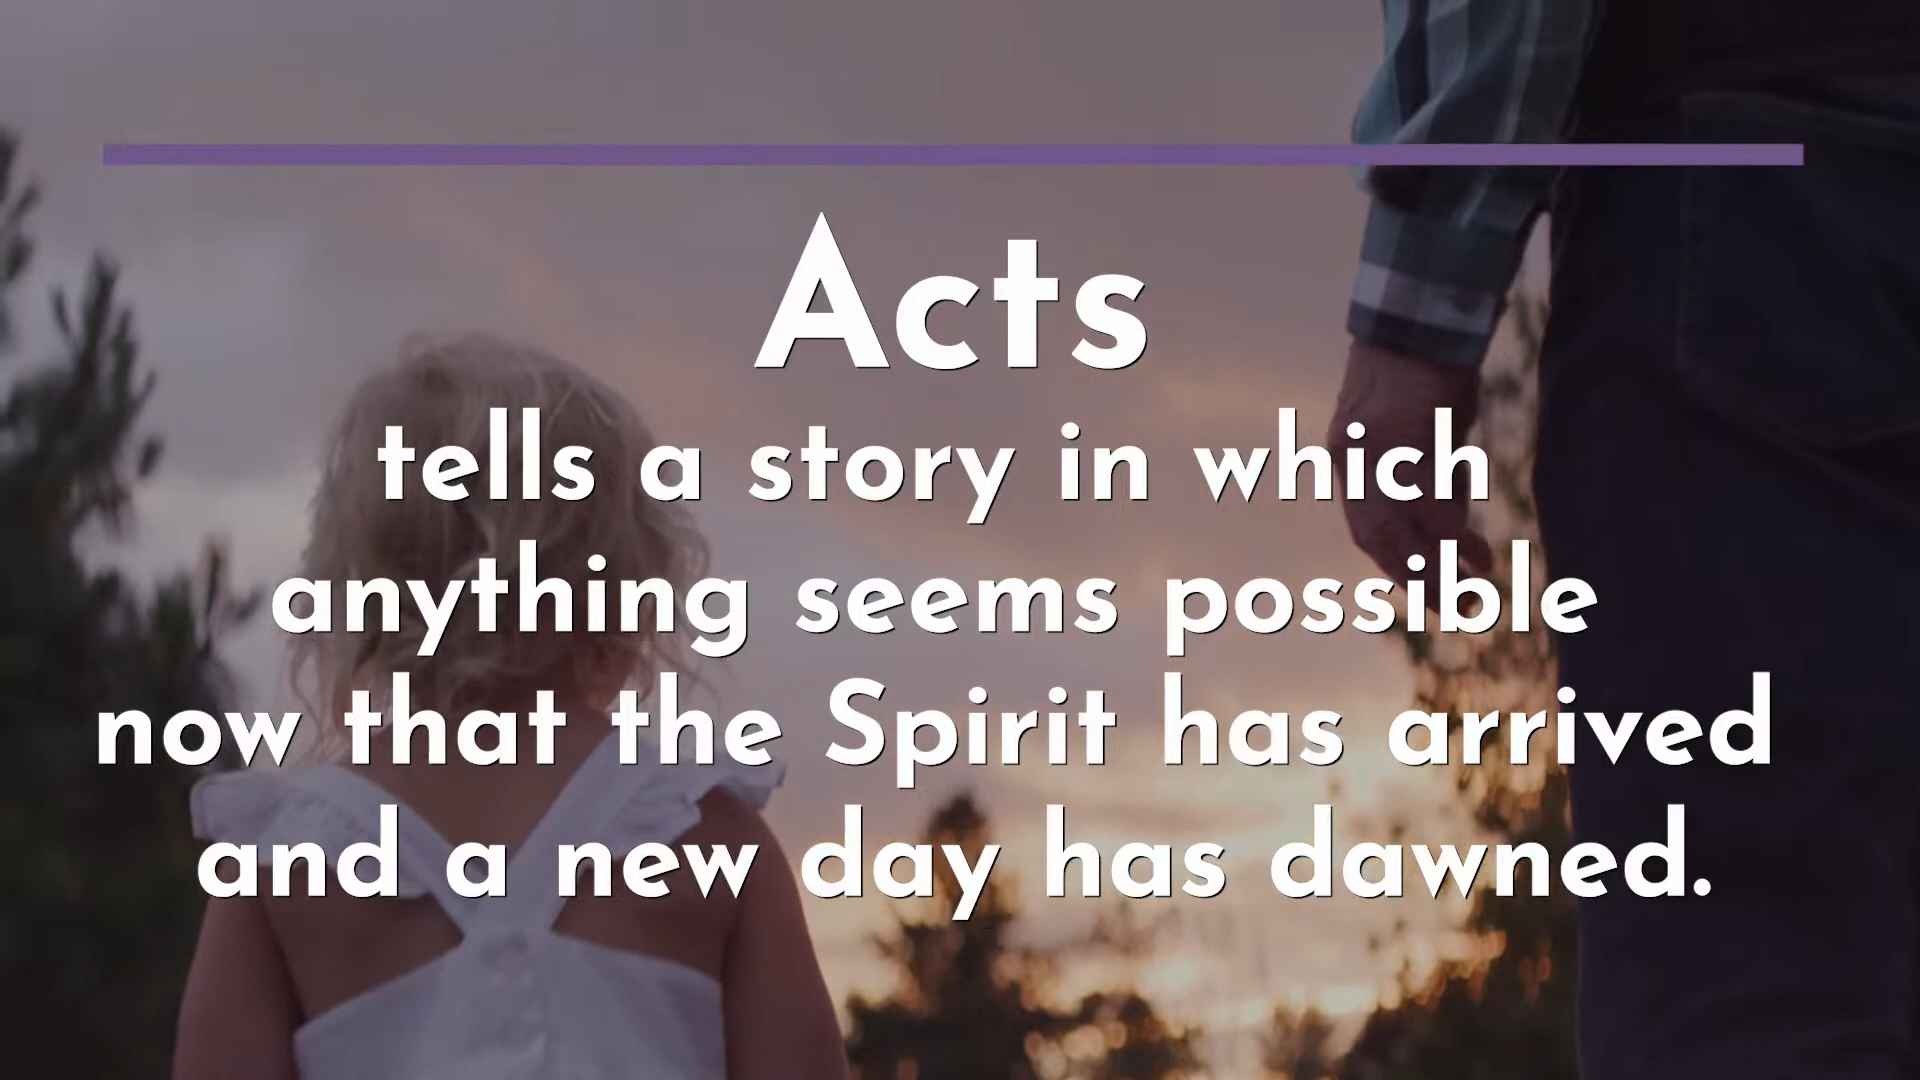 Acts
tells a story in which
anything seems possible
now that the Spirit has arrived
and a new day has dawned.